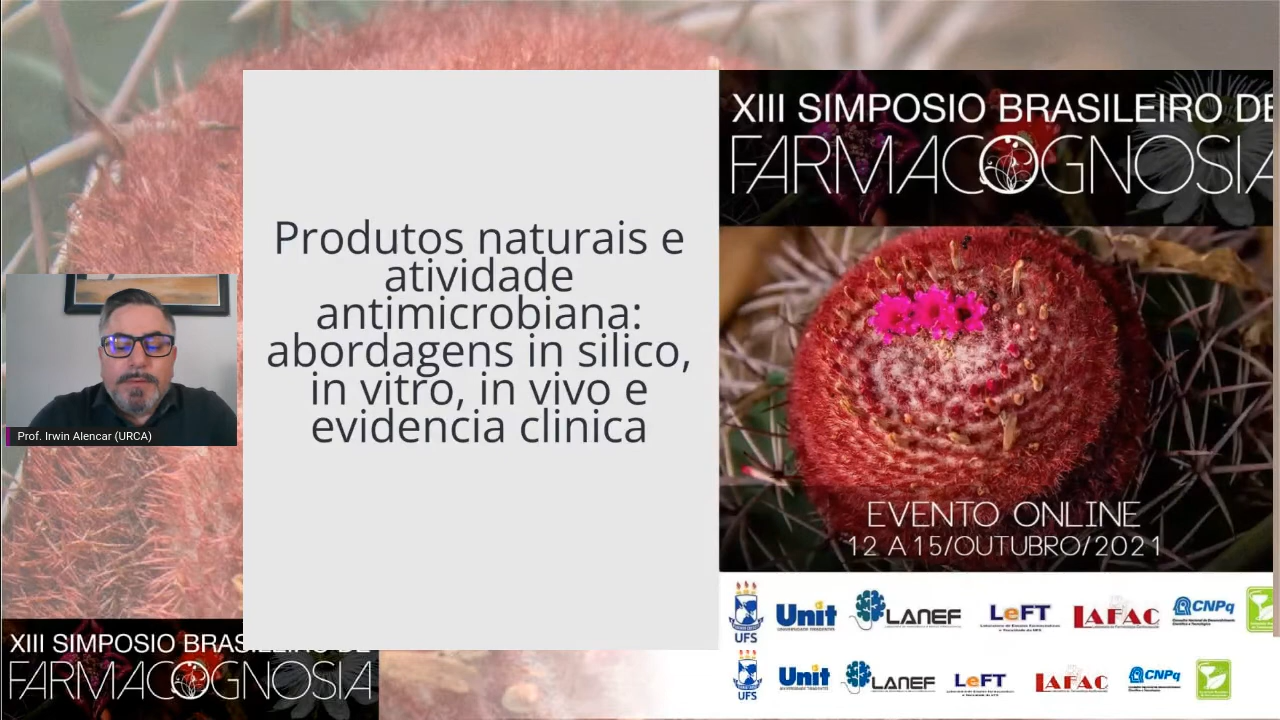 Produtos naturais e
atividade
antimicrobiana:
abordagens in silico,
in vitro, in vivo e
evidencia clinica
XIII SIMPOSIO BRASILEIRO DE
FARMACOGNOSIA
EVENTO ONLINE
12 A 15/OUTUBRO/2021
UFS
Unit
LANEF
LeFT
LAFAC
CNPq
Prof. Irwin Alencar (URCA)
XIII SIMPOSIO BRASILEIRO DE
FARMACOGNOSIA
UFS
Unit
LANEF
LeFT
LAFAC
CNPq